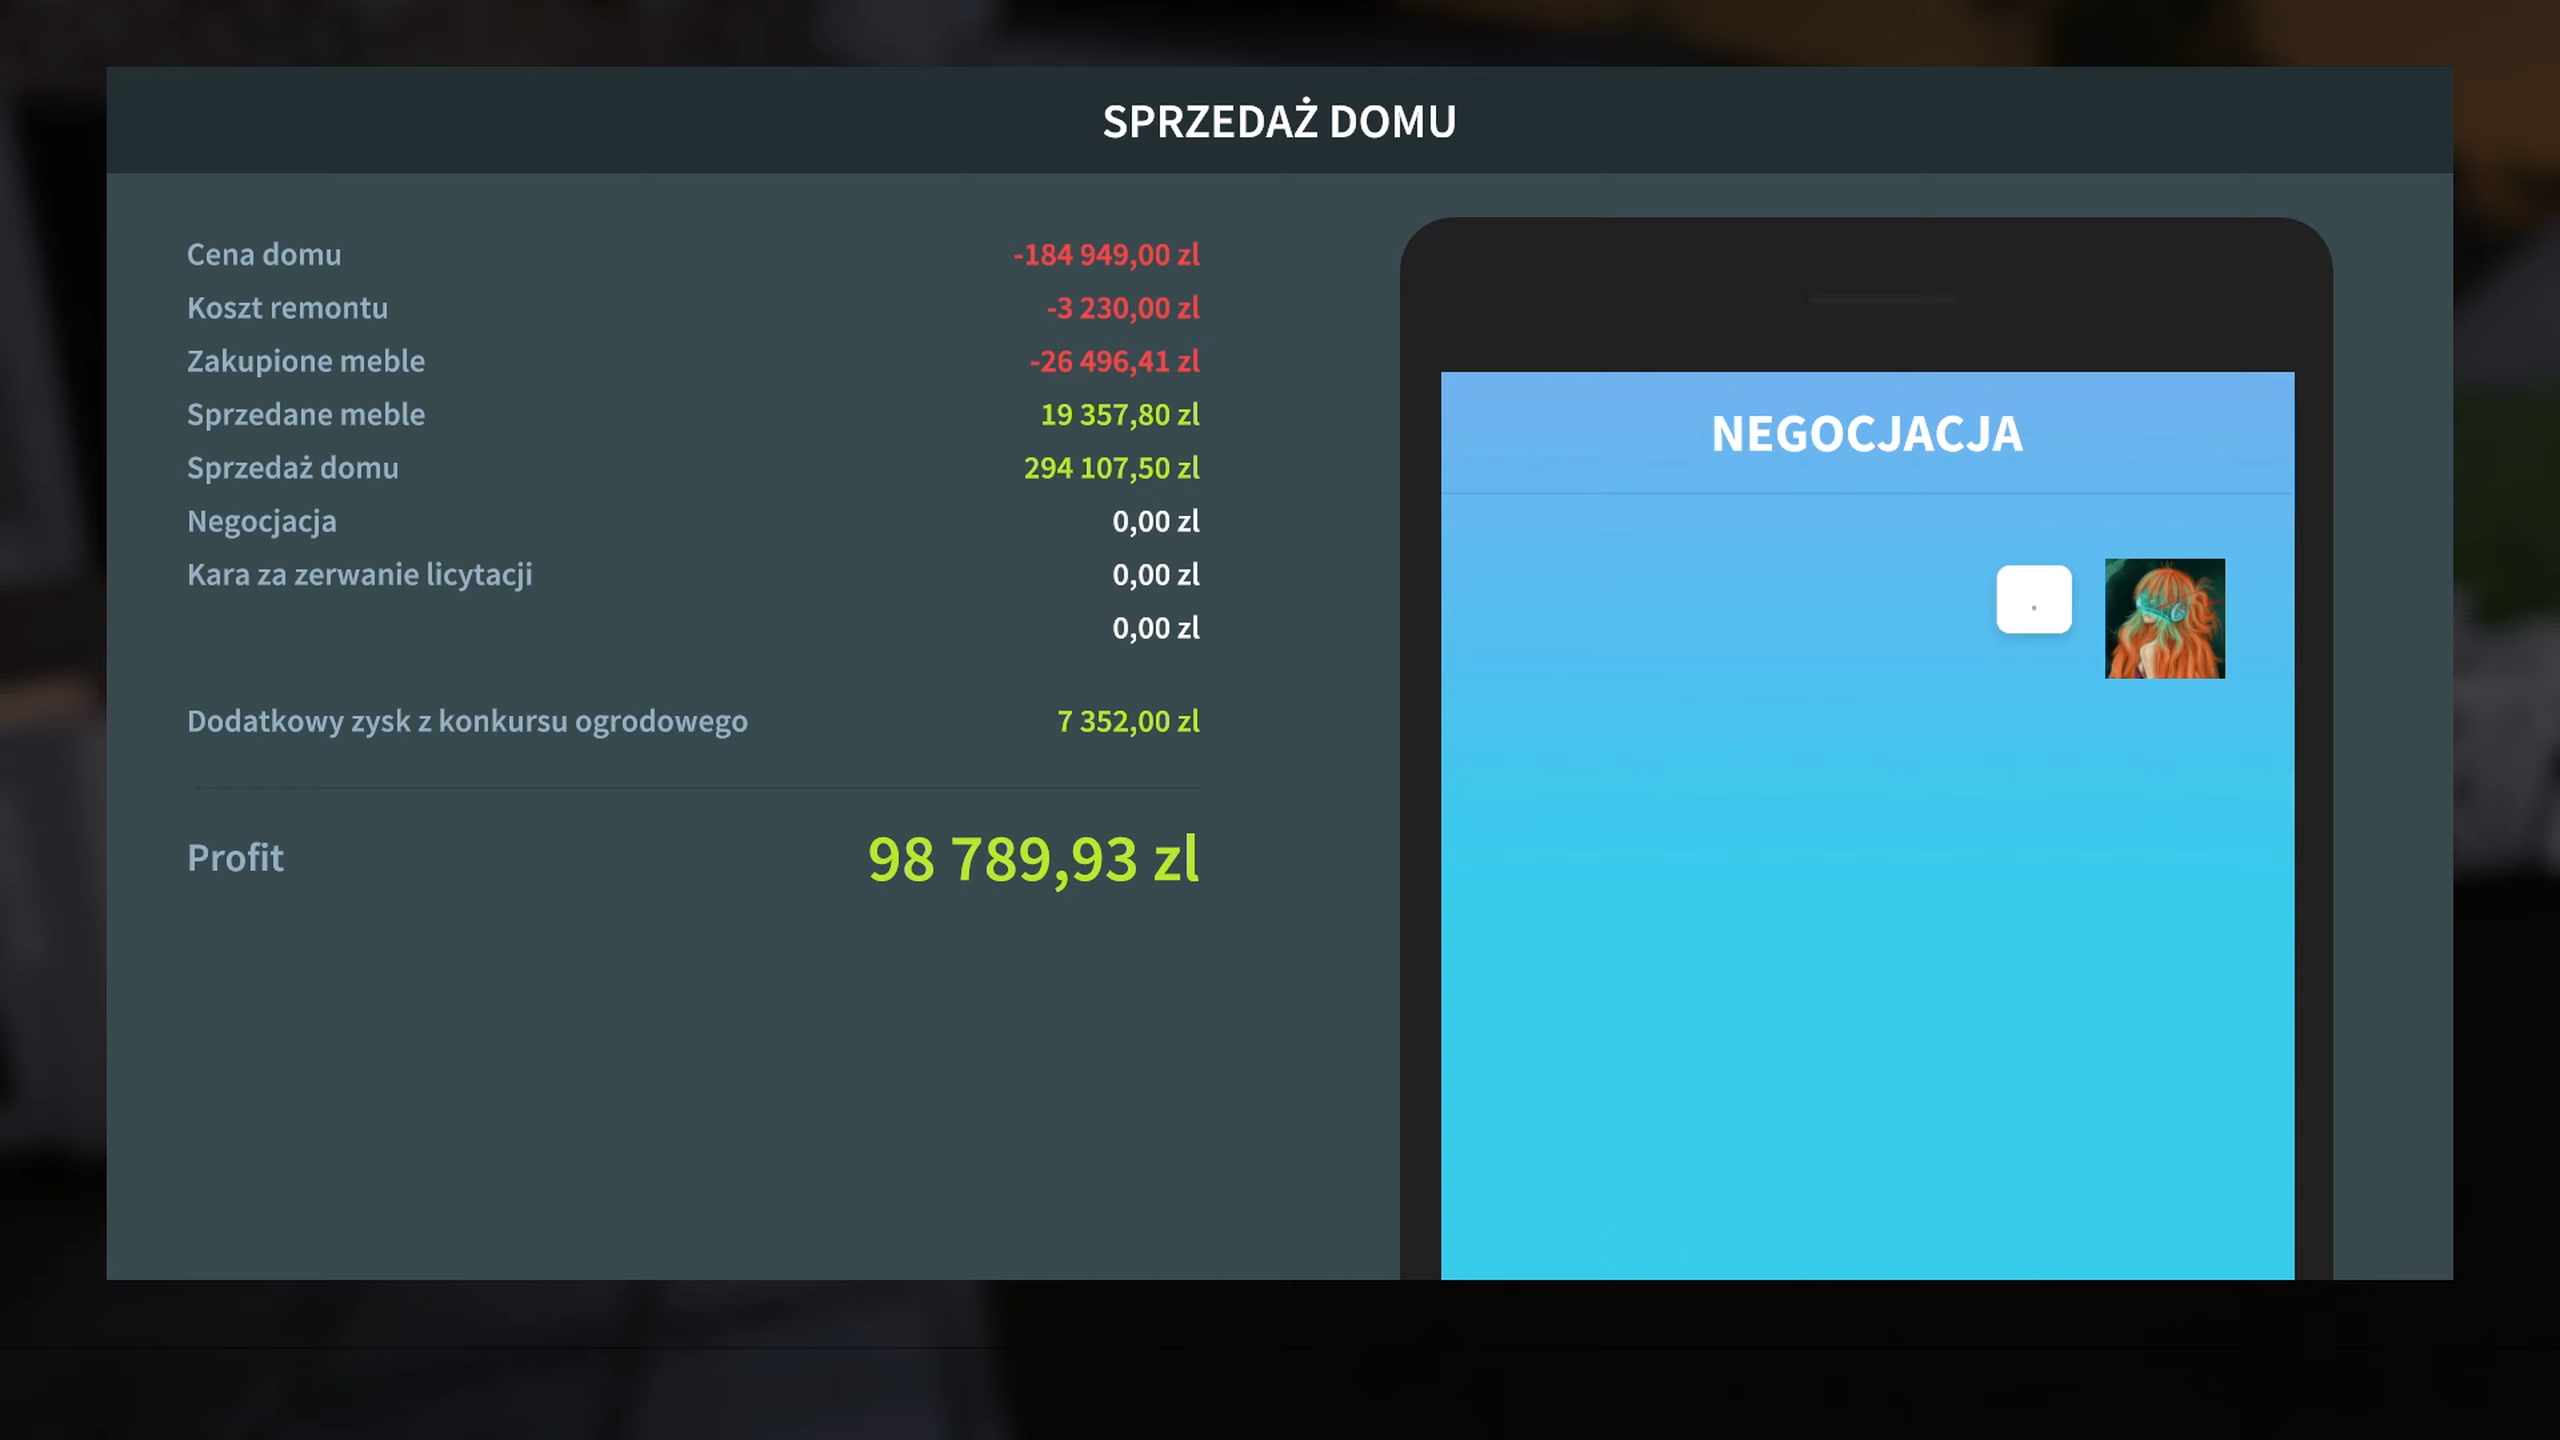 SPRZEDAŻ DOMU
Cena domu -184 949,00 zl
Koszt remontu -3 230,00 zl
Zakupione meble -26 496,41 zl
Sprzedane meble 19 357,80 zl
Sprzedaż domu 294 107,50 zl
Negocjacja 0,00 zl
Kara za zerwanie licytacji 0,00 zl
0,00 zl
Dodatkowy zysk z konkursu ogrodowego 7 352,00 zl
Profit 98 789,93 zl
NEGOCJACJA
.